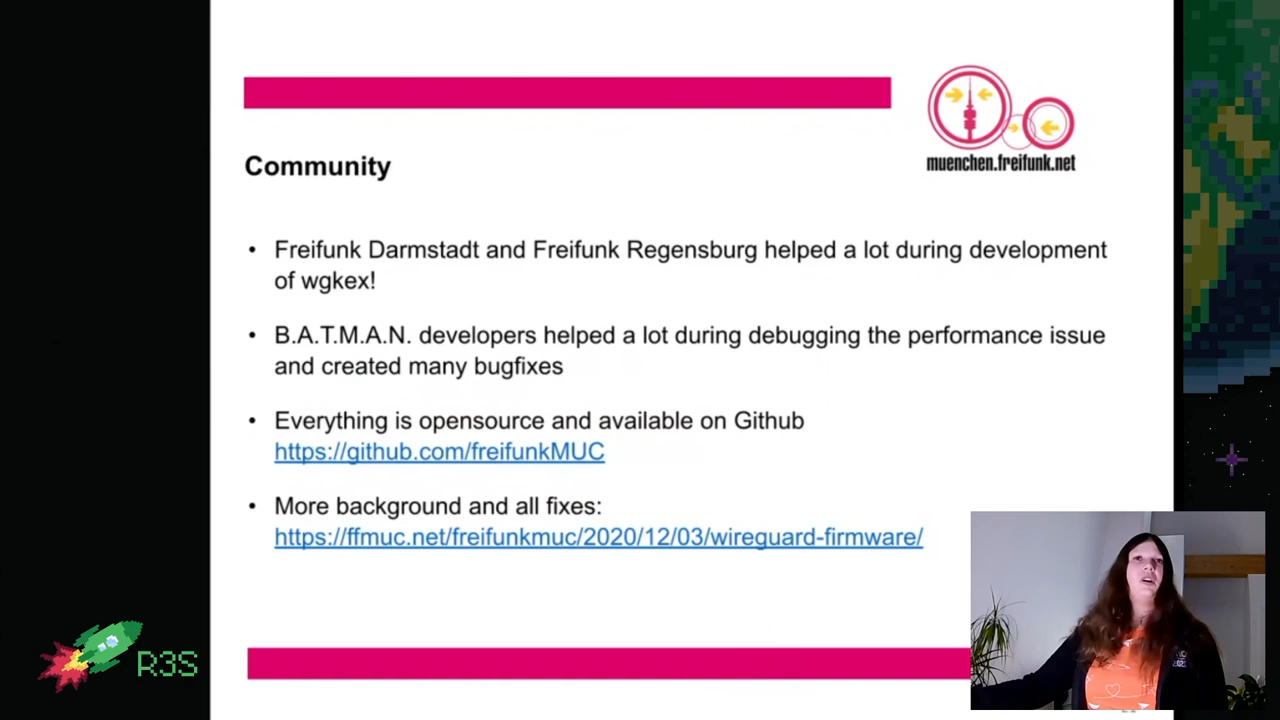 muenchen.freifunk.net
Community
• Freifunk Darmstadt and Freifunk Regensburg helped a lot during development
of wgkex!
• B.A.T.M.A.N. developers helped a lot during debugging the performance issue
and created many bugfixes
• Everything is opensource and available on Github
https://github.com/freifunkMUC
• More background and all fixes:
https://ffmuc.net/freifunkmuc/2020/12/03/wireguard-firmware/
R3S